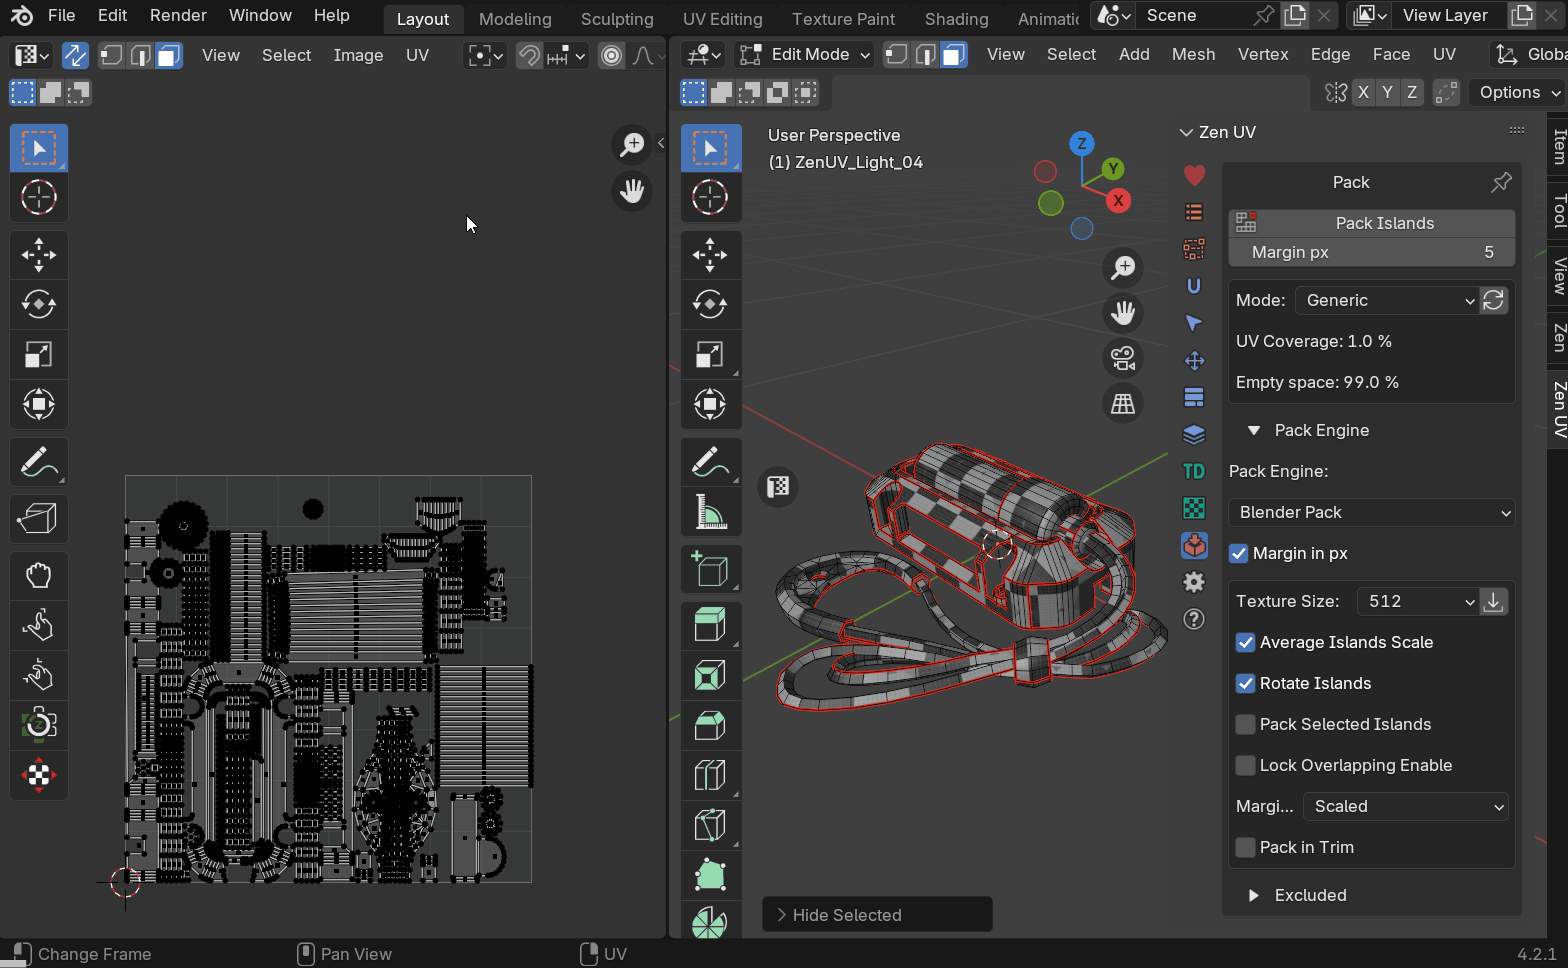 File Edit Render Window Help
Layout Modeling Sculpting UV Editing Texture Paint Shading Animatic
Scene View Layer
View Select Image UV
Edit Mode View Select Add Mesh Vertex Edge Face UV Globa
X Y Z Options
User Perspective
(1) ZenUV_Light_04
Z
Y
X
Zen UV
Pack
Pack Islands
Margin px 5
Mode: Generic
UV Coverage: 1.0 %
Empty space: 99.0 %
Pack Engine
Pack Engine:
Blender Pack
Margin in px
Texture Size: 512
Average Islands Scale
Rotate Islands
Pack Selected Islands
Lock Overlapping Enable
Margi... Scaled
Pack in Trim
Excluded
TD
Item
Tool
View
Zen
Zen UV
Hide Selected
Change Frame Pan View UV 4.2.1